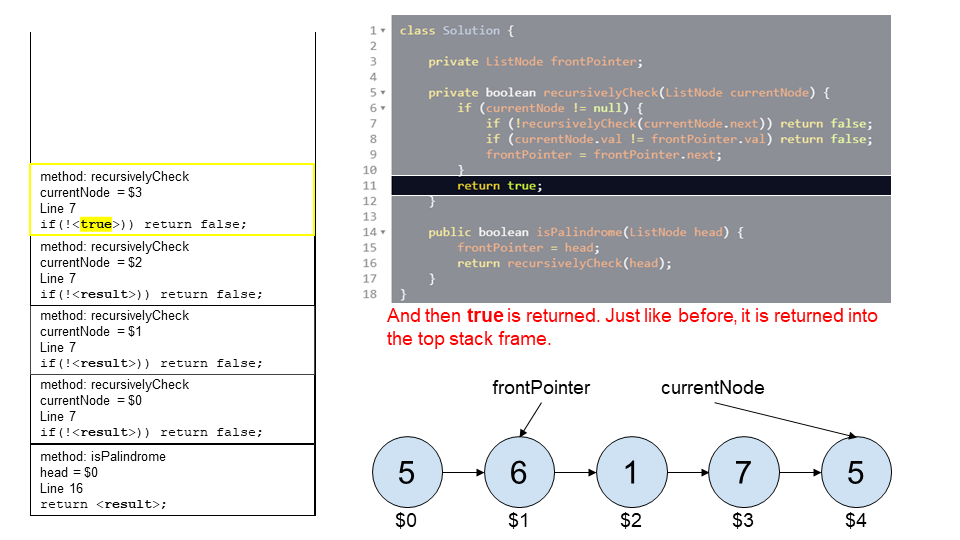 method: recursivelyCheck
currentNode = $3
Line 7
if(!<true>)) return false;
method: recursivelyCheck
currentNode = $2
Line 7
if(!<result>)) return false;
method: recursivelyCheck
currentNode = $1
Line 7
if(!<result>)) return false;
method: recursivelyCheck
currentNode = $0
Line 7
if(!<result>)) return false;
method: isPalindrome
head = $0
Line 16
return <result>;
1 class Solution {
2
3 private ListNode frontPointer;
4
5 private boolean recursivelyCheck(ListNode currentNode) {
6 if (currentNode != null) {
7 if (!recursivelyCheck(currentNode.next)) return false;
8 if (currentNode.val != frontPointer.val) return false;
9 frontPointer = frontPointer.next;
10 }
11 return true;
12 }
13
14 public boolean isPalindrome(ListNode head) {
15 frontPointer = head;
16 return recursivelyCheck(head);
17 }
18 }
And then true is returned. Just like before, it is returned into
the top stack frame.
frontPointer currentNode
5 6 1 7 5
$0 $1 $2 $3 $4